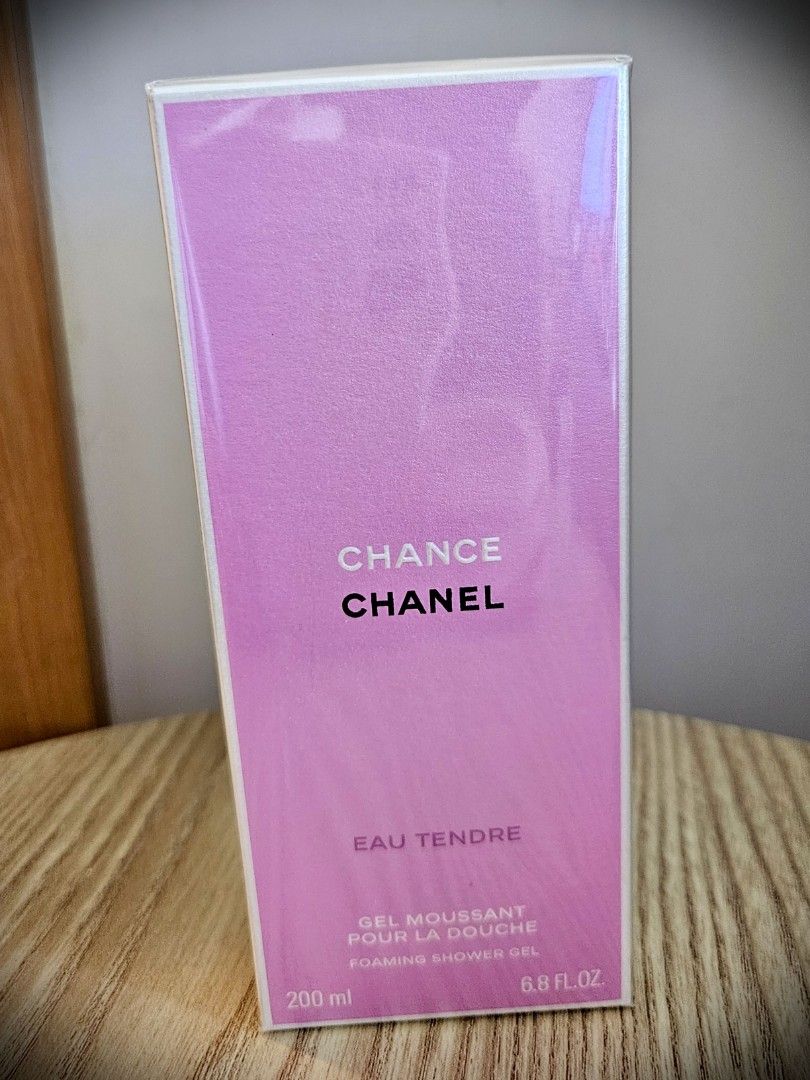 CHANCE
CHANEL
EAU TENDRE
GEL MOUSSANT
POUR LA DOUCHE
FOAMING SHOWER GEL
200 ml 6.8 FL.OZ.